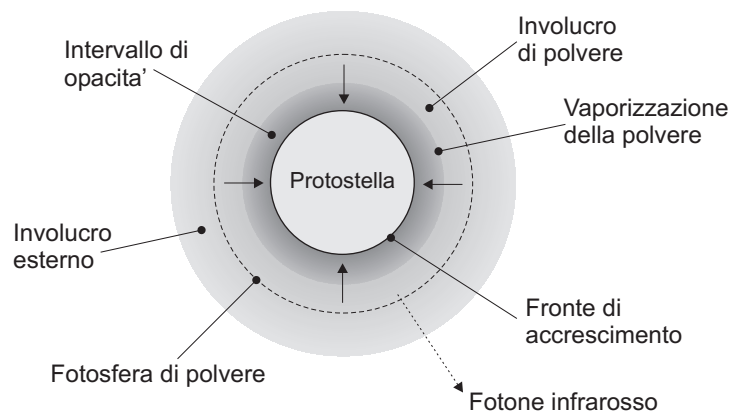 Involucro
di polvere
Intervallo di
opacita'
Vaporizzazione
della polvere
Protostella
Involucro
esterno
Fronte di
accrescimento
Fotosfera di polvere
Fotone infrarosso